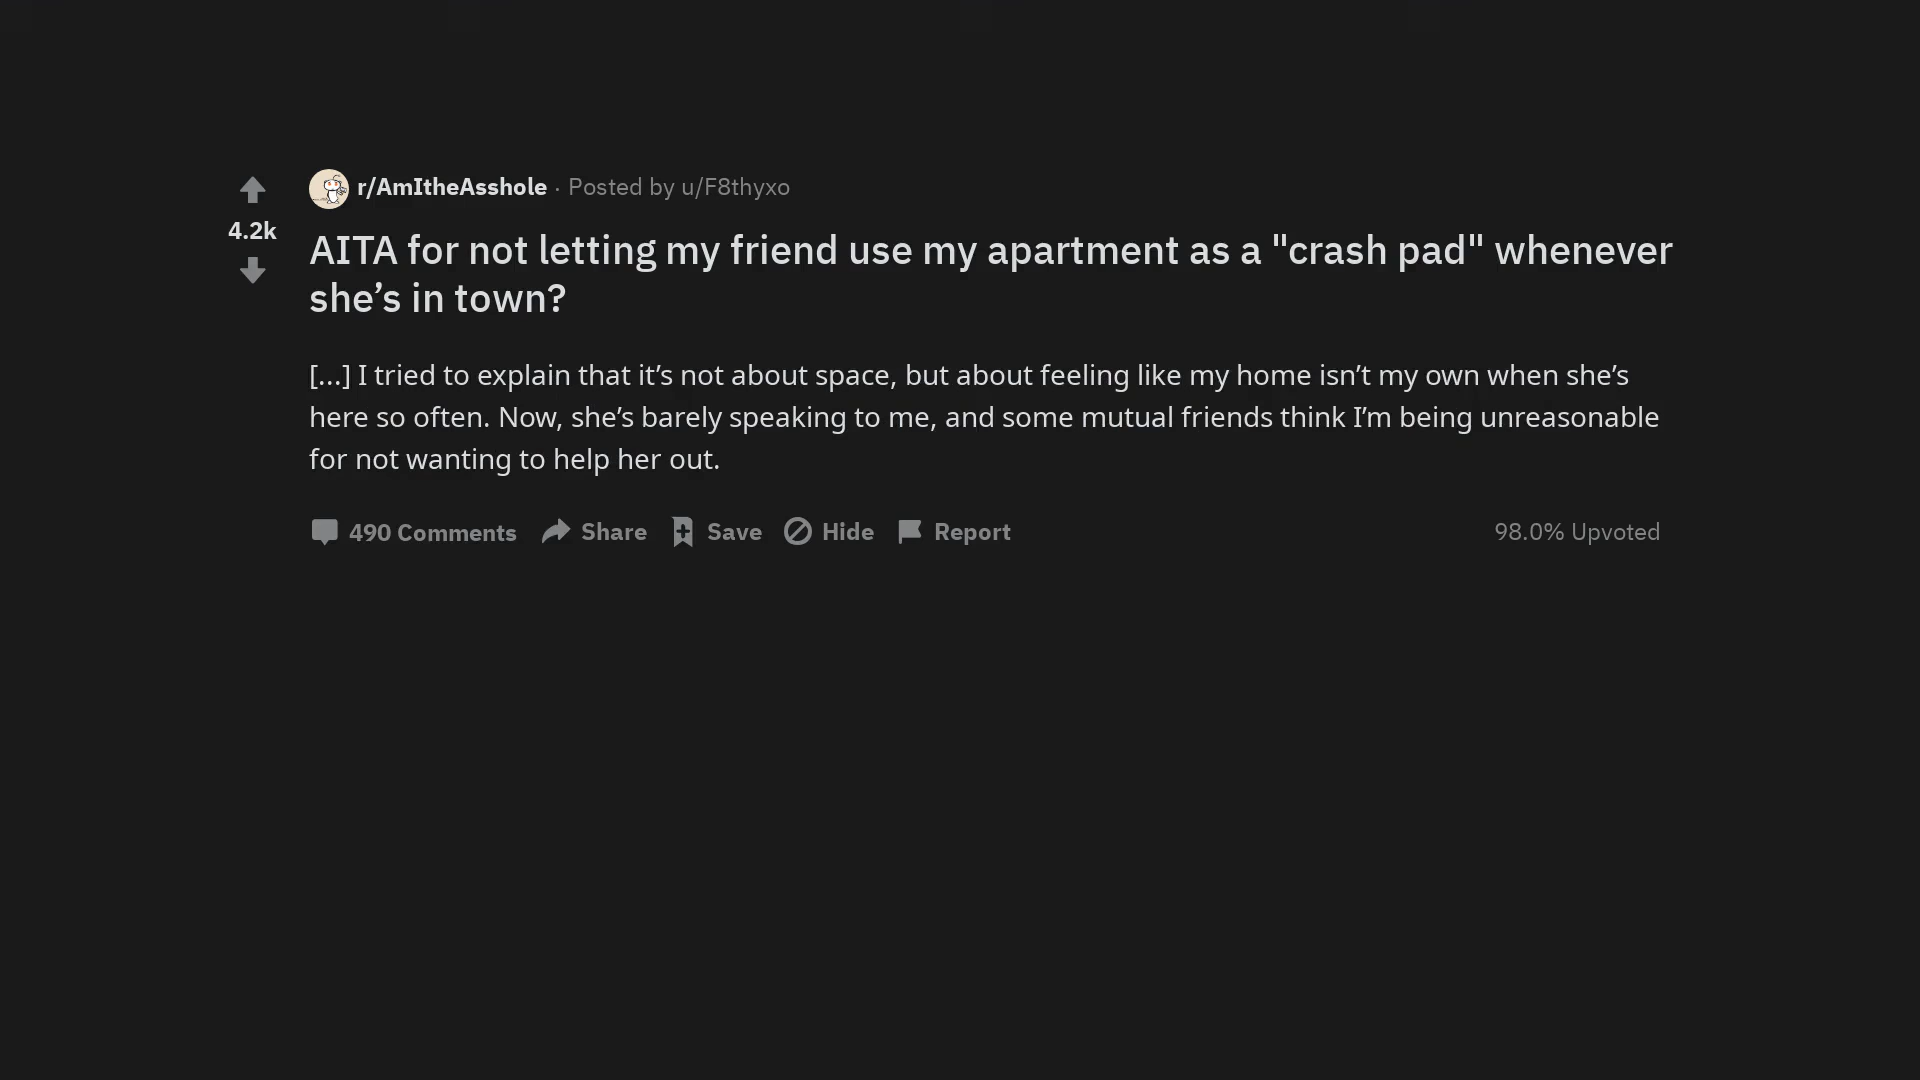 r/AmItheAsshole · Posted by u/F8thyxo
4.2k
AITA for not letting my friend use my apartment as a "crash pad" whenever
she’s in town?
[...] I tried to explain that it’s not about space, but about feeling like my home isn’t my own when she’s
here so often. Now, she’s barely speaking to me, and some mutual friends think I’m being unreasonable
for not wanting to help her out.
490 Comments Share Save Hide Report 98.0% Upvoted